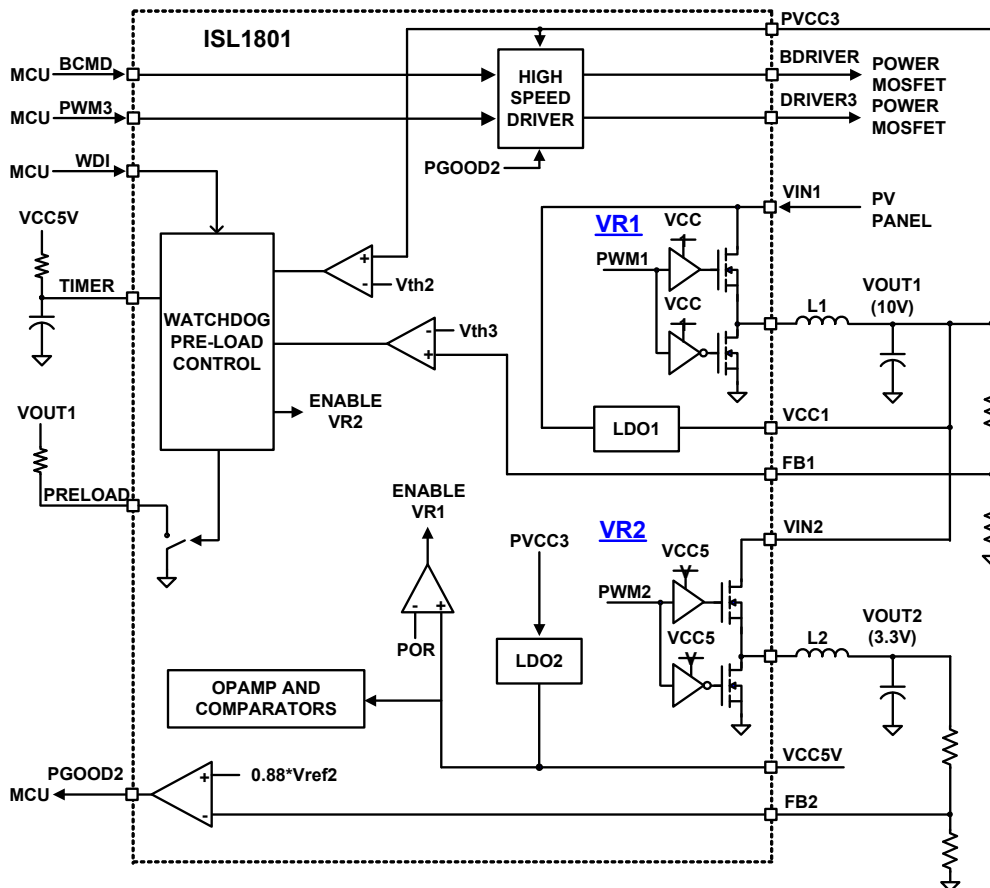 ISL1801
PVCC3
MCU
BCMD
HIGH
SPEED
DRIVER
BDRIVER
POWER
MOSFET
MCU
PWM3
DRIVER3
POWER
MOSFET
MCU
WDI
PGOOD2
VIN1
PV
PANEL
VCC5V
VR1
VCC
PWM1
+
-
Vth2
TIMER
WATCHDOG
PRE-LOAD
CONTROL
VCC
L1
VOUT1
(10V)
-
+
Vth3
ENABLE
VR2
VOUT1
LDO1
VCC1
FB1
PRELOAD
ENABLE
VR1
VR2
VIN2
PVCC3
VCC5
PWM2
-
+
POR
LDO2
VCC5
L2
VOUT2
(3.3V)
OPAMP AND
COMPARATORS
VCC5V
MCU
PGOOD2
+
-
0.88*Vref2
FB2